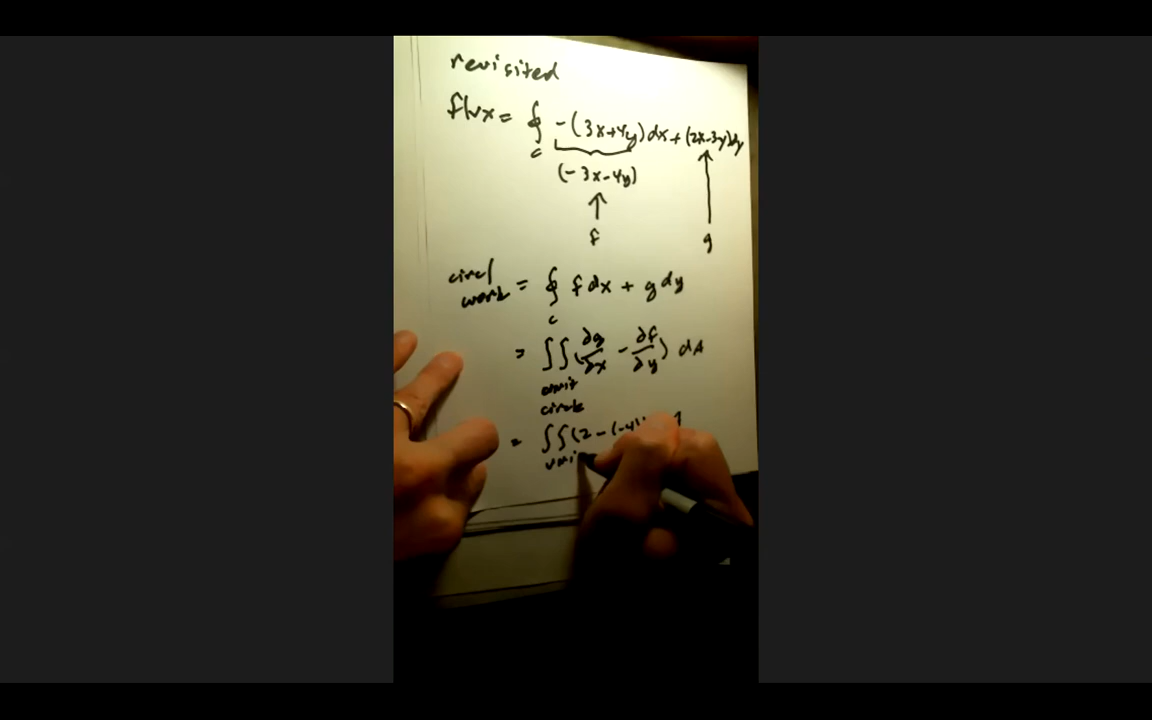 revisited
flux = ∮ -(3x+4y)dx + (2x-3y)dy
c
(-3x-4y)
f
g
circ/
work = ∮ f dx + g dy
c
= ∬ (∂g/∂x - ∂f/∂y) dA
unit
circle
= ∬ (2 - (-4))
uni